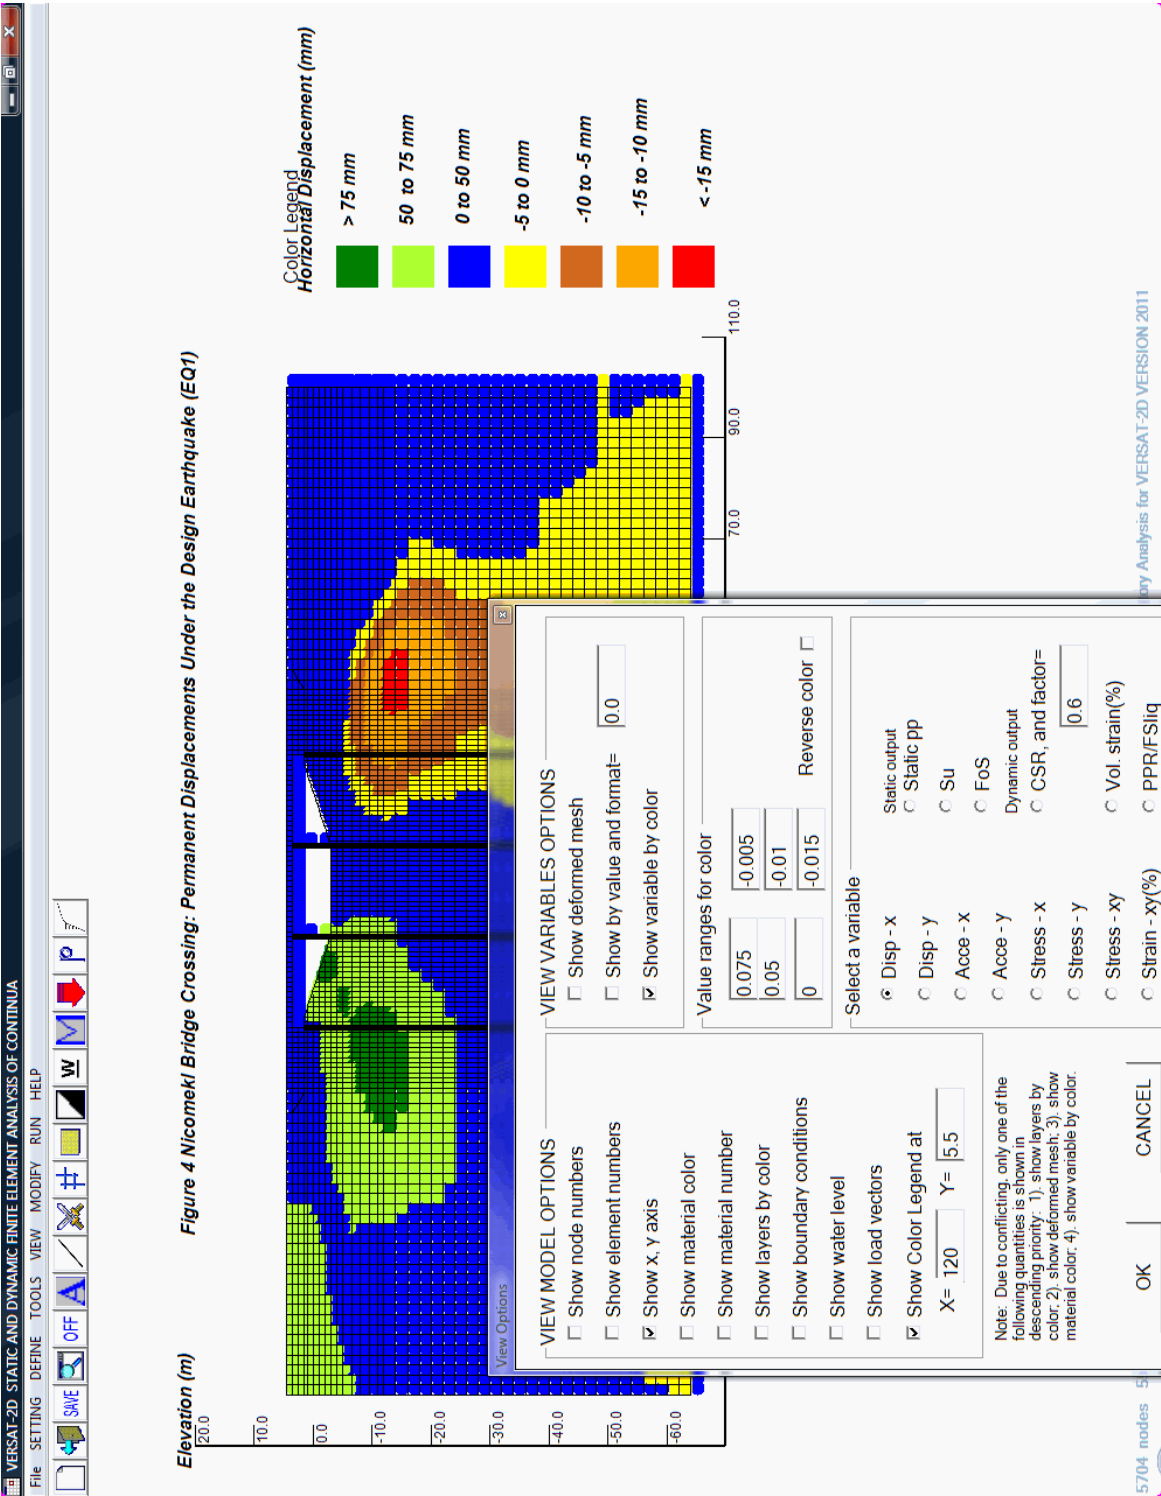 VERSAT-2D STATIC AND DYNAMIC FINITE ELEMENT ANALYSIS OF CONTINUA
File SETTING DEFINE TOOLS VIEW MODIFY RUN HELP
SAVE OFF A # W p
Figure 4 Nicomekl Bridge Crossing: Permanent Displacements Under the Design Earthquake (EQ1)
Elevation (m)
20.0
10.0
0.0
-10.0
-20.0
-30.0
-40.0
-50.0
-60.0
70.0 90.0 110.0
Color Legend
Horizontal Displacement (mm)
> 75 mm
50 to 75 mm
0 to 50 mm
-5 to 0 mm
-10 to -5 mm
-15 to -10 mm
< -15 mm
View Options
VIEW MODEL OPTIONS
Show node numbers
Show element numbers
Show x, y axis
Show material color
Show material number
Show layers by color
Show boundary conditions
Show water level
Show load vectors
Show Color Legend at
X= 120 Y= 5.5
Note: Due to conflicting, only one of the
following quantities is shown in
descending priority: 1). show layers by
color; 2). show deformed mesh; 3). show
material color; 4). show variable by color.
OK CANCEL
VIEW VARIABLES OPTIONS
Show deformed mesh
Show by value and format= 0.0
Show variable by color
Value ranges for color
0.075 -0.005
0.05 -0.01
0 -0.015
Reverse color
Select a variable
Disp - x
Disp - y
Acce - x
Acce - y
Stress - x
Stress - y
Stress - xy
Strain - xy(%)
Static output
Static pp
Su
FoS
Dynamic output
CSR, and factor=
0.6
Vol. strain(%)
PPR/FSliq
5704 nodes
ory Analysis for VERSAT-2D VERSION 2011